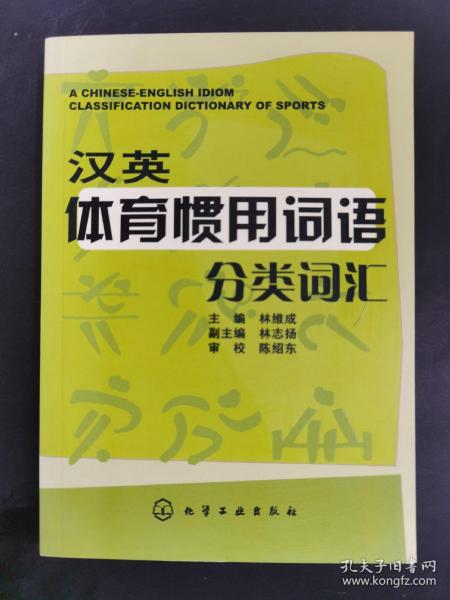 A CHINESE-ENGLISH IDIOM
CLASSIFICATION DICTIONARY OF SPORTS
汉英
体育惯用词语
分类词汇
主 编 林维成
副主编 林志扬
审 校 陈绍东
化学工业出版社
孔夫子旧书网
www.kongfz.com